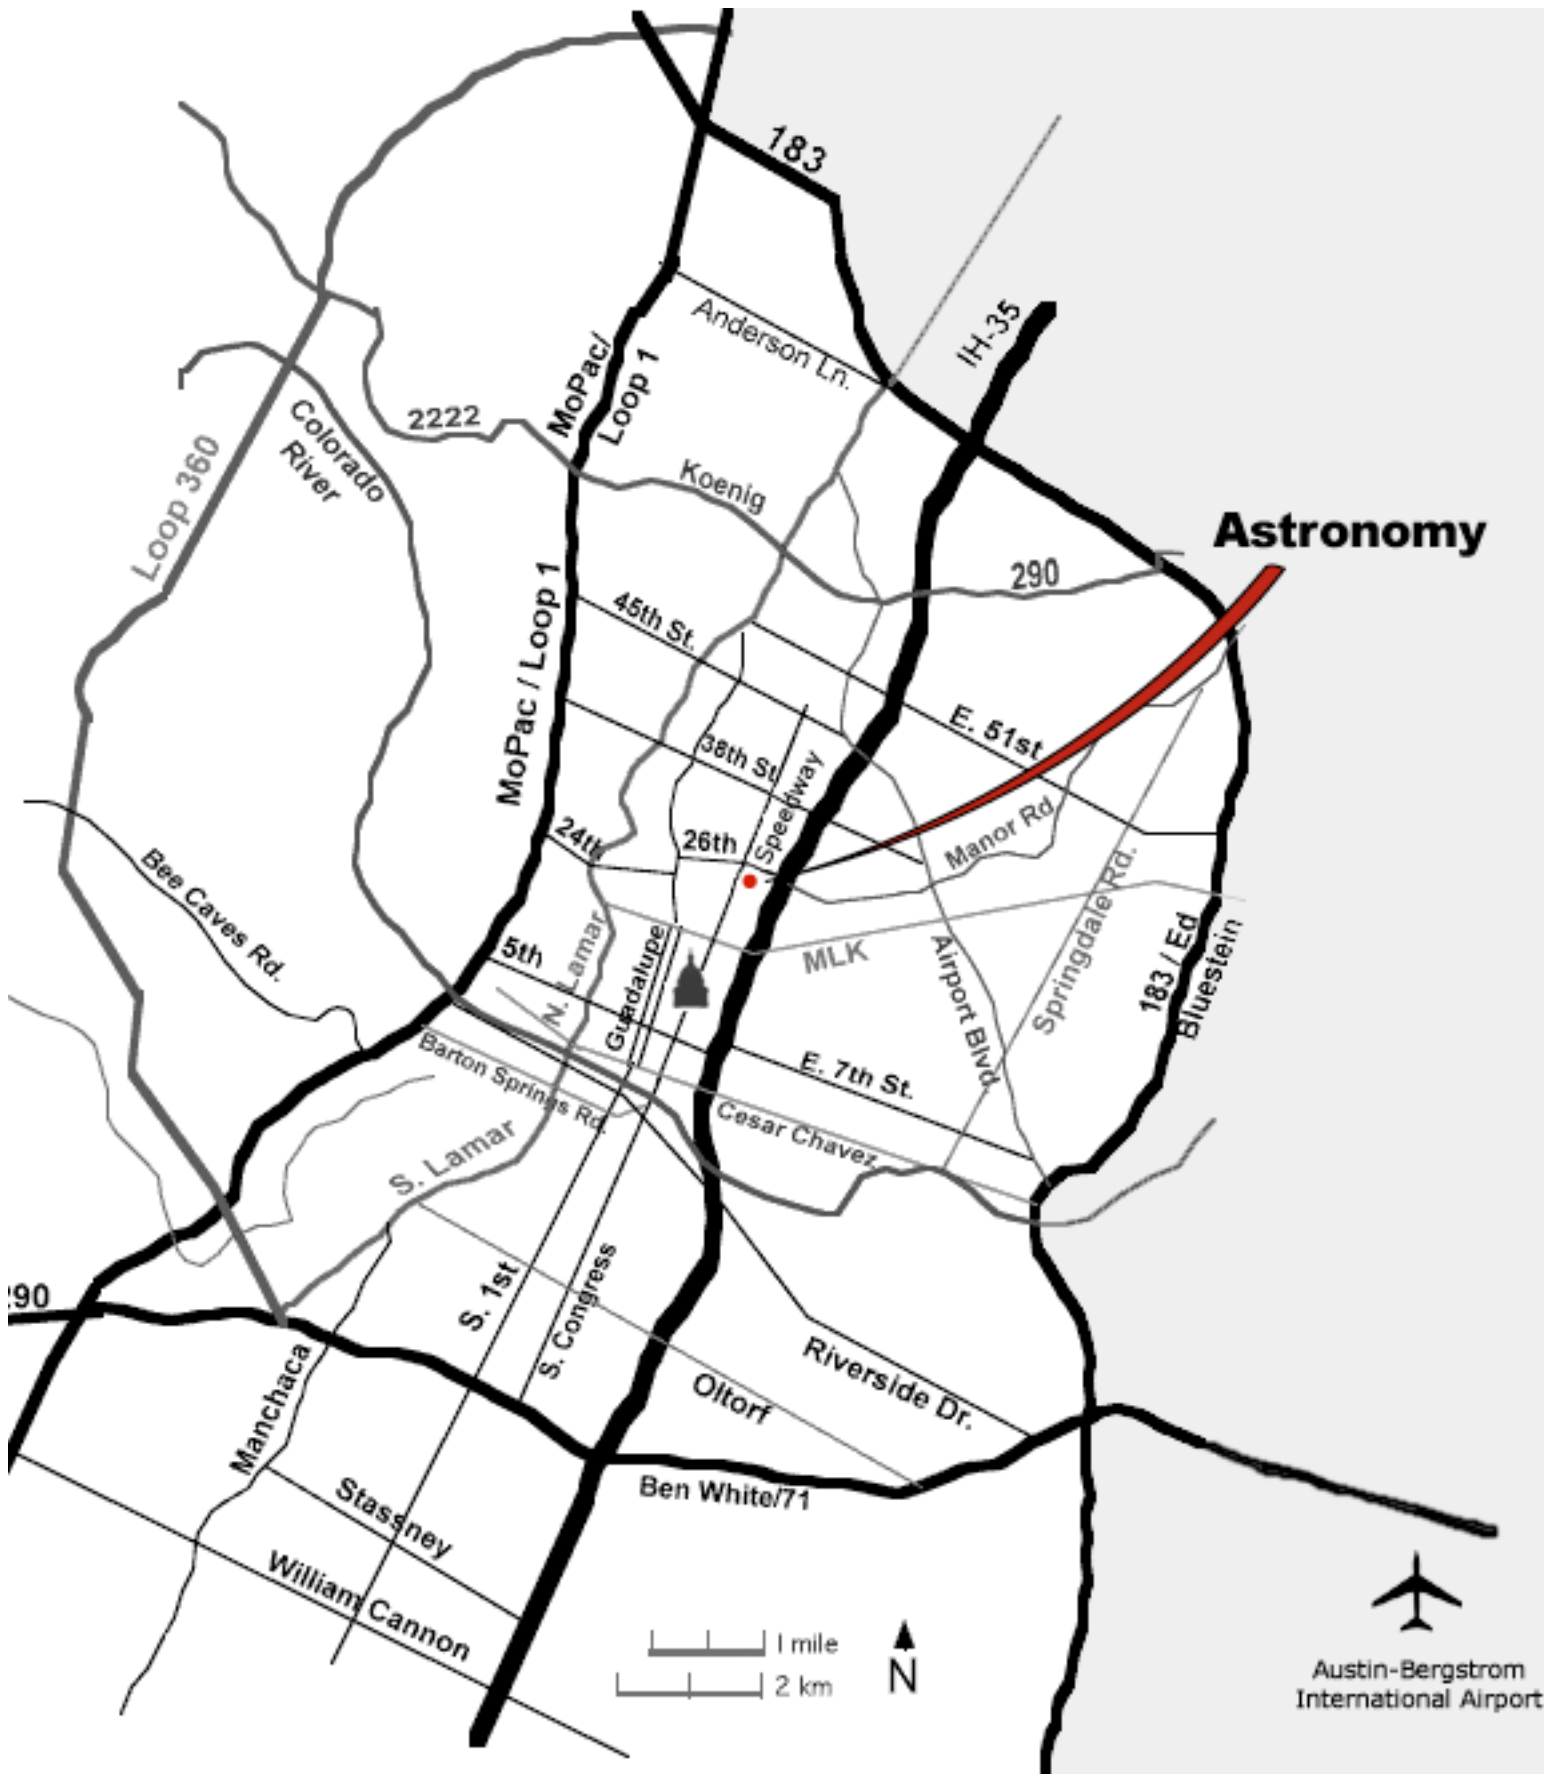 183
IH-35
Anderson Ln.
MoPac/
Loop 1
2222
Colorado
River
Loop 360
Koenig
Astronomy
290
45th St.
MoPac / Loop 1
E. 51st
38th St.
Speedway
24th
26th
Manor Rd.
Bee Caves Rd.
Springdale Rd.
N. Lamar
Guadalupe
5th
MLK
Airport Blvd.
183 / Ed
Bluestein
Barton Springs Rd.
E. 7th St.
Cesar Chavez
S. Lamar
290
S. 1st
S. Congress
Riverside Dr.
Oltorf
Manchaca
Ben White/71
Stassney
William Cannon
1 mile
2 km
N
Austin-Bergstrom
International Airport